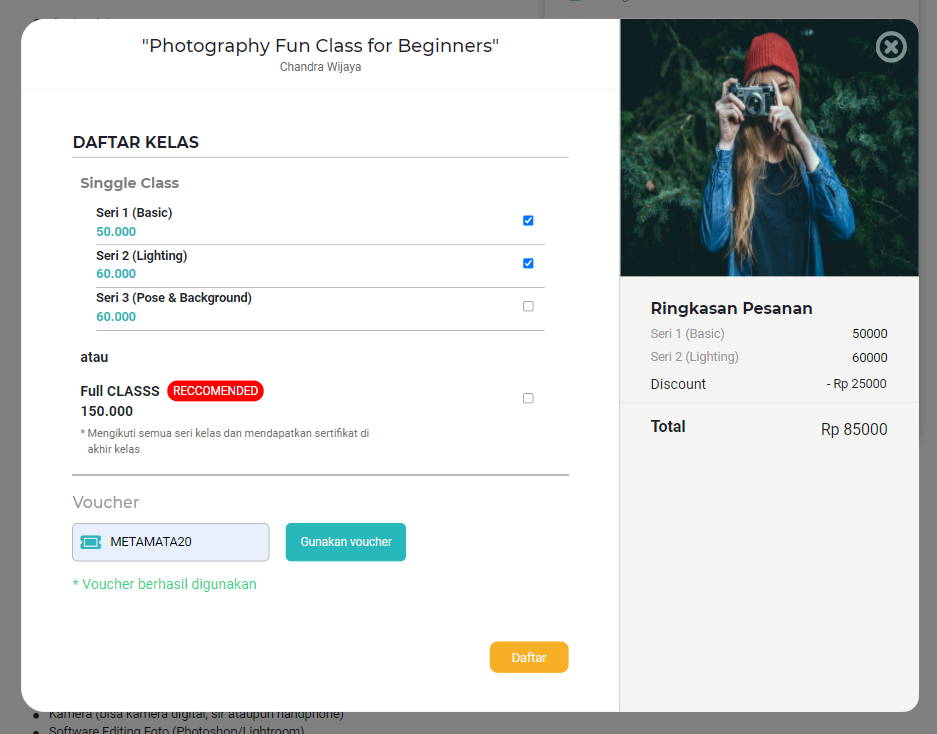 "Photography Fun Class for Beginners"
Chandra Wijaya
DAFTAR KELAS
Singgle Class
Seri 1 (Basic)
50.000
Seri 2 (Lighting)
60.000
Seri 3 (Pose & Background)
60.000
atau
Full CLASSS RECCOMENDED
150.000
* Mengikuti semua seri kelas dan mendapatkan sertifikat di
akhir kelas
Voucher
METAMATA20 Gunakan voucher
* Voucher berhasil digunakan
Daftar
Ringkasan Pesanan
Seri 1 (Basic) 50000
Seri 2 (Lighting) 60000
Discount - Rp 25000
Total Rp 85000
Kamera (bisa kamera digital, slr ataupun handphone)
Software Editing Foto (Photoshop/Lightroom)